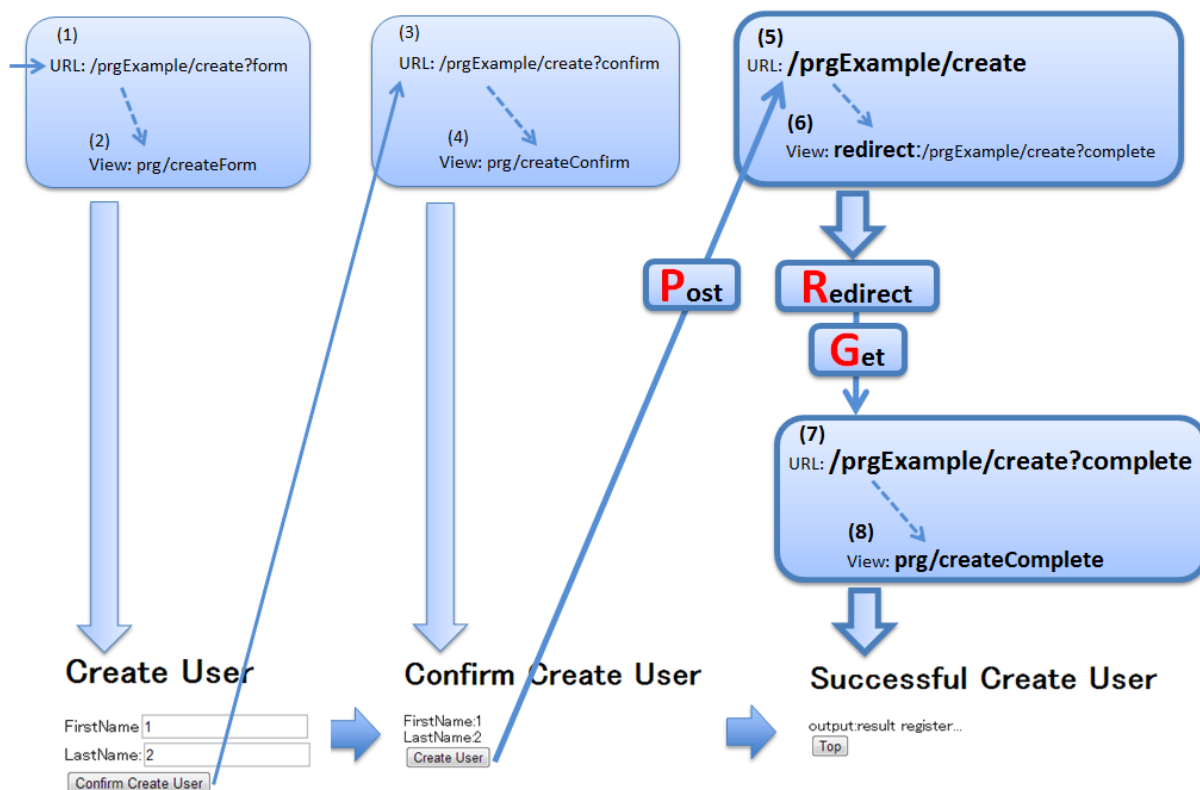 (1)
URL: /prgExample/create?form
(2)
View: prg/createForm
(3)
URL: /prgExample/create?confirm
(4)
View: prg/createConfirm
(5)
URL: /prgExample/create
(6)
View: redirect:/prgExample/create?complete
Post
Redirect
Get
(7)
URL: /prgExample/create?complete
(8)
View: prg/createComplete
Create User
FirstName 1
LastName: 2
Confirm Create User
Confirm Create User
FirstName:1
LastName:2
Create User
Successful Create User
output:result register...
Top